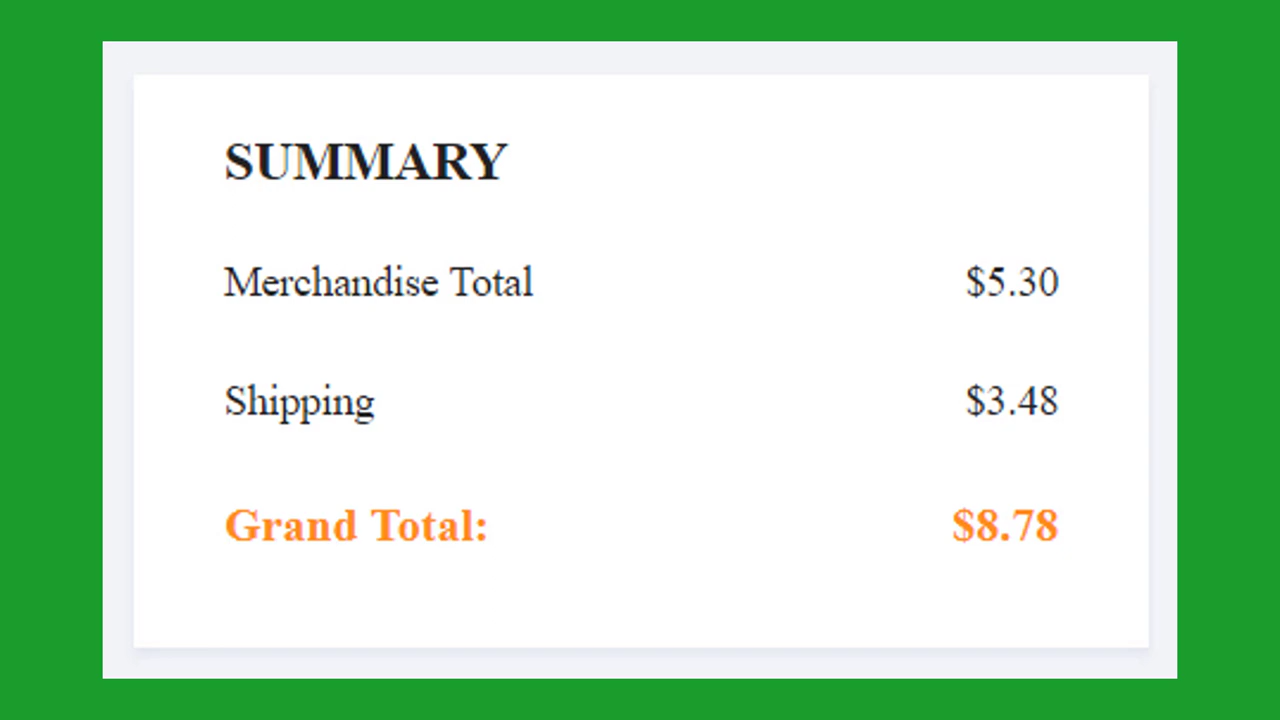 SUMMARY
Merchandise Total $5.30
Shipping $3.48
Grand Total: $8.78